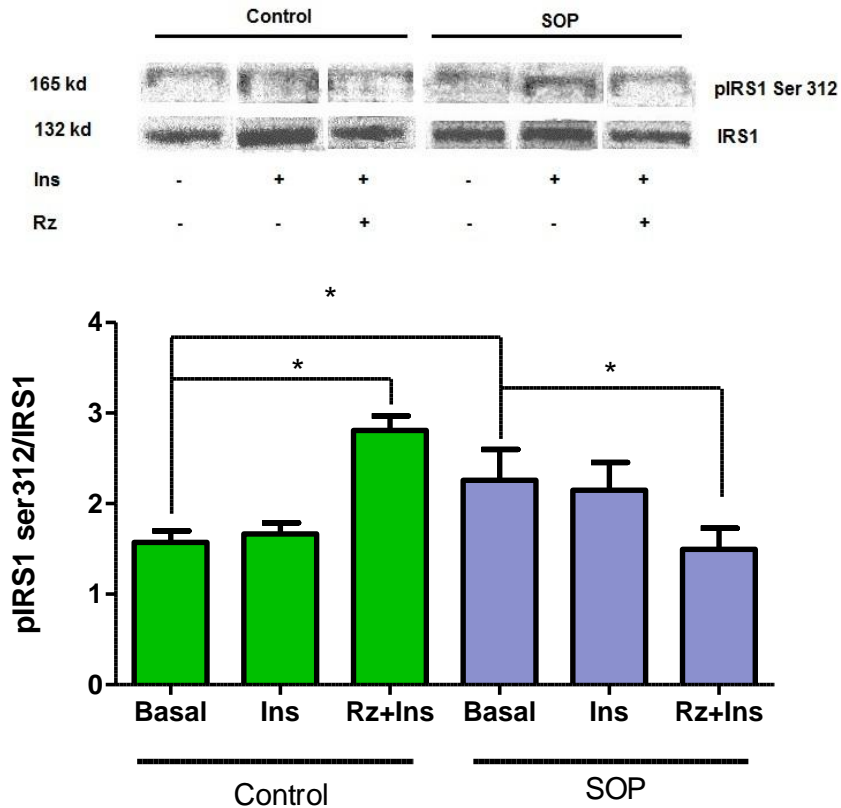 Control SOP
165 kd pIRS1 Ser 312
132 kd IRS1
Ins - + + - + +
Rz - - + - - +
*
* *
4
3
2
1
0
pIRS1 ser312/IRS1
Basal Ins Rz+Ins Basal Ins Rz+Ins
Control SOP